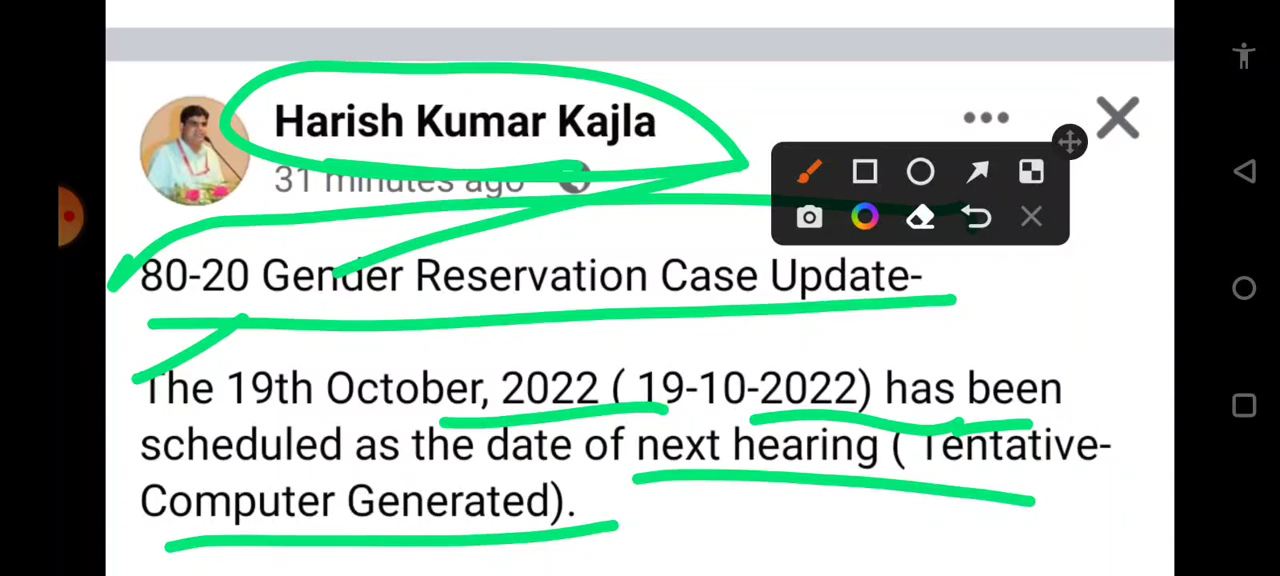 Harish Kumar Kajla
31 minutes ago
80-20 Gender Reservation Case Update-
The 19th October, 2022 ( 19-10-2022) has been
scheduled as the date of next hearing ( Tentative-
Computer Generated).